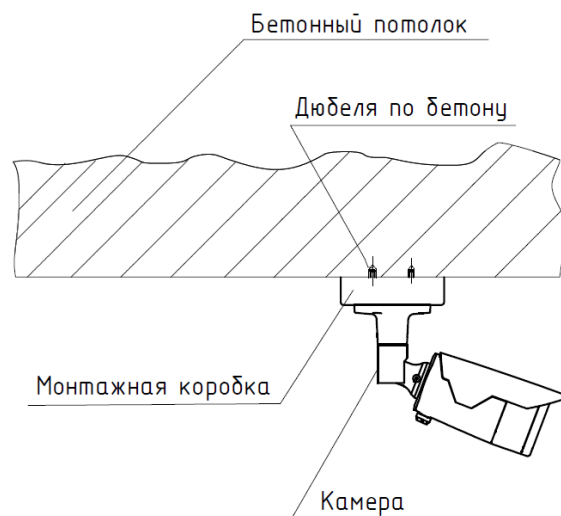 Бетонный потолок
Дюбеля по бетону
Монтажная коробка
Камера